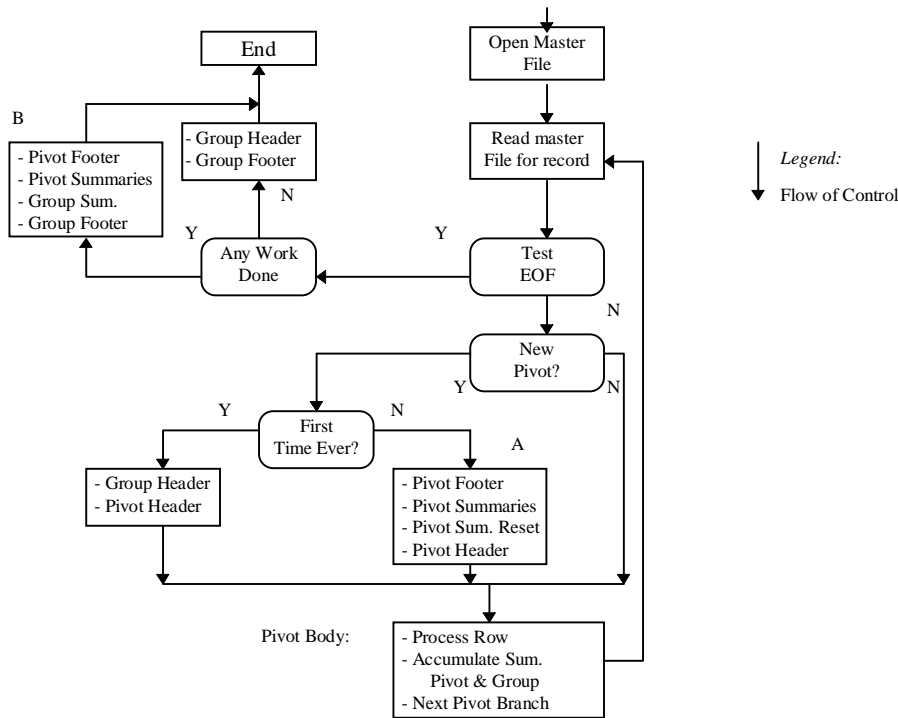 End
Open Master
File
B
- Group Header
- Group Footer
Read master
File for record
- Pivot Footer
- Pivot Summaries
- Group Sum.
- Group Footer
Legend:
Flow of Control
N
Y
Y
Any Work
Done
Test
EOF
N
New
Pivot?
Y
N
Y
N
First
Time Ever?
A
- Group Header
- Pivot Header
- Pivot Footer
- Pivot Summaries
- Pivot Sum. Reset
- Pivot Header
Pivot Body:
- Process Row
- Accumulate Sum.
Pivot & Group
- Next Pivot Branch